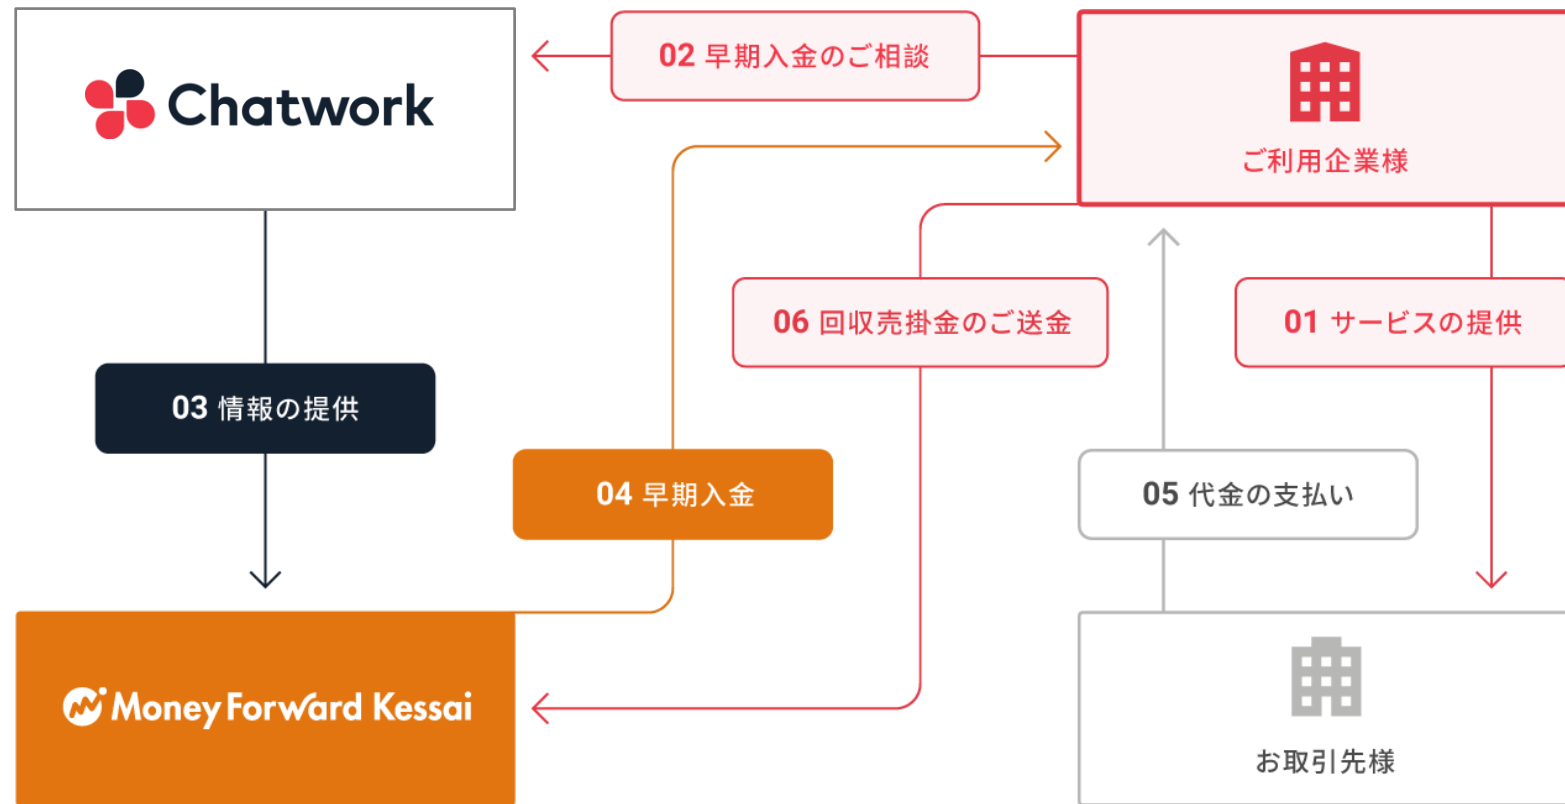 Chatwork
02 早期入金のご相談
ご利用企業様
06 回収売掛金のご送金
01 サービスの提供
03 情報の提供
04 早期入金
05 代金の支払い
Money Forward Kessai
お取引先様